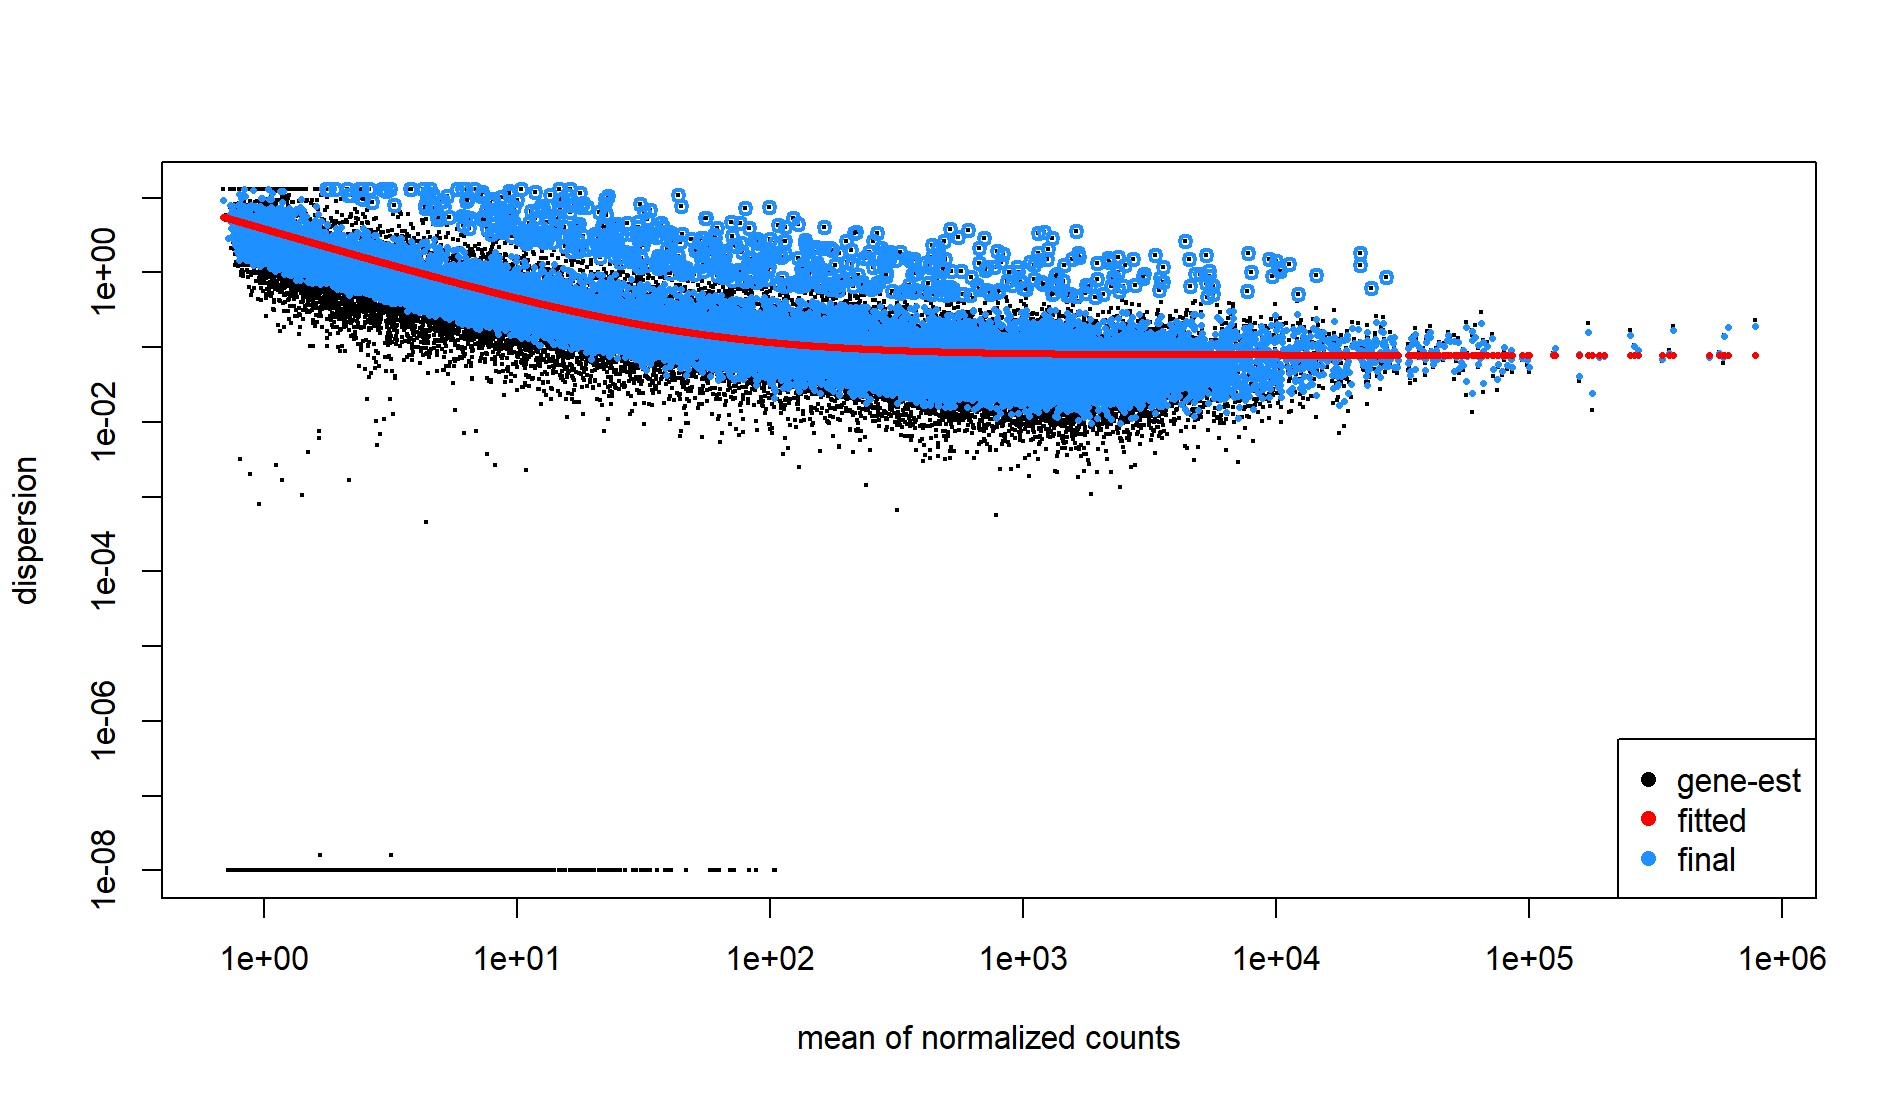 dispersion
1e+00
1e-02
1e-04
1e-06
1e-08
1e+00 1e+01 1e+02 1e+03 1e+04 1e+05 1e+06
mean of normalized counts
gene-est
fitted
final